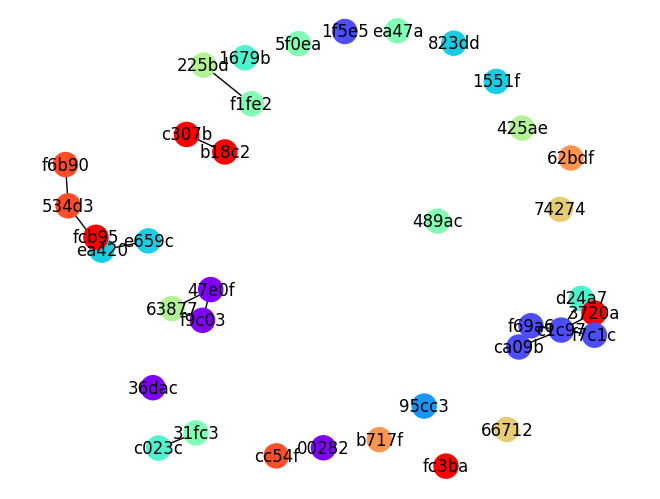 1f5e5
ea47a
5f0ea
823dd
1679b
225bd
1551f
f1fe2
425ae
c307b
b18c2
62bdf
f6b90
534d3
74274
489ac
fcb95
e659c
ea420
47e0f
d24a7
63877
3720a
f9c03
f69a6
c1c97
f7c1c
ca09b
36dac
95cc3
31fc3
66712
b717f
c023c
00282
cc54f
fc3ba